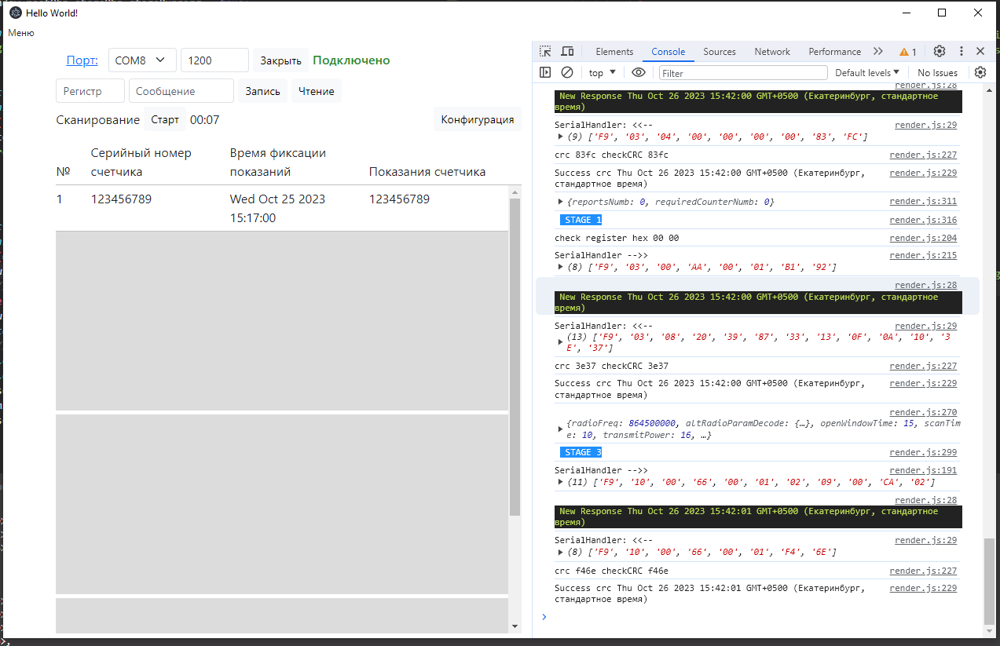 Hello World!
Меню
Порт: COM8 1200 Закрыть Подключено
Регистр Сообщение Запись Чтение
Сканирование Старт 00:07 Конфигурация
№ Серийный номер счетчика Время фиксации показаний Показания счетчика
1 123456789 Wed Oct 25 2023 15:17:00 123456789
Elements Console Sources Network Performance 1
top Filter Default levels No Issues
render.js:28
New Response Thu Oct 26 2023 15:42:00 GMT+0500 (Екатеринбург, стандартное
время)
SerialHandler: <<-- render.js:29
(9) ['F9', '03', '04', '00', '00', '00', '00', '83', 'FC']
crc 83fc checkCRC 83fc render.js:227
Success crc Thu Oct 26 2023 15:42:00 GMT+0500 (Екатеринбург, render.js:229
стандартное время)
{reportsNumb: 0, requiredCounterNumb: 0} render.js:311
STAGE 1 render.js:316
check register hex 00 00 render.js:204
SerialHandler -->> render.js:215
(8) ['F9', '03', '00', 'AA', '00', '01', 'B1', '92']
render.js:28
New Response Thu Oct 26 2023 15:42:00 GMT+0500 (Екатеринбург, стандартное
время)
SerialHandler: <<-- render.js:29
(13) ['F9', '03', '08', '20', '39', '87', '33', '13', '0F', '0A', '10', '3
E', '37']
crc 3e37 checkCRC 3e37 render.js:227
Success crc Thu Oct 26 2023 15:42:00 GMT+0500 (Екатеринбург, render.js:229
стандартное время)
render.js:270
{radioFreq: 864500000, altRadioParamDecode: {…}, openWindowTime: 15, scanTim
e: 10, transmitPower: 16, …}
STAGE 3 render.js:299
SerialHandler -->> render.js:191
(11) ['F9', '10', '00', '66', '00', '01', '02', '09', '00', 'CA', '02']
render.js:28
New Response Thu Oct 26 2023 15:42:01 GMT+0500 (Екатеринбург, стандартное
время)
SerialHandler: <<-- render.js:29
(8) ['F9', '10', '00', '66', '00', '01', 'F4', '6E']
crc f46e checkCRC f46e render.js:227
Success crc Thu Oct 26 2023 15:42:01 GMT+0500 (Екатеринбург, render.js:229
стандартное время)